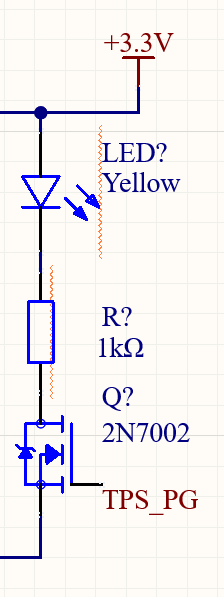 +3.3V
LED?
Yellow
R?
1kΩ
Q?
2N7002
TPS_PG